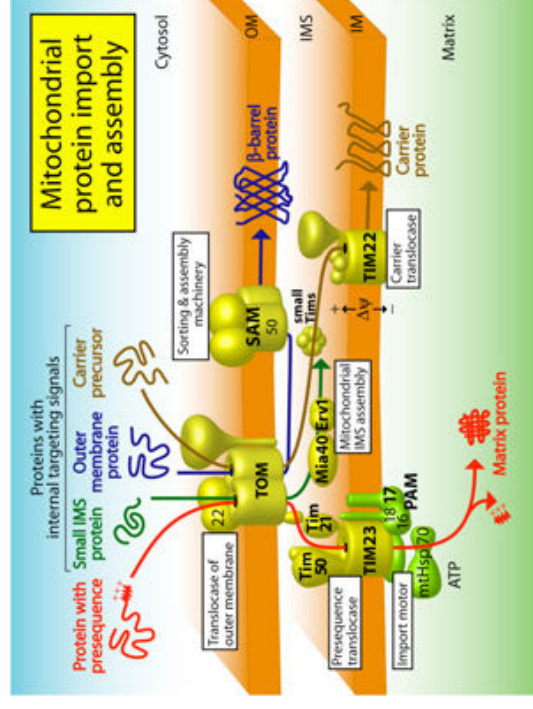 Mitochondrial
protein import
and assembly
Proteins with
internal targeting signals
Protein with
presequence
Small IMS
protein
Outer
membrane
protein
Carrier
precursor
Cytosol
OM
IMS
IM
Matrix
Translocase of
outer membrane
22
TOM
Sorting & assembly
machinery
SAM
50
β-barrel
protein
small
Tims
Mia40 Erv1
Mitochondrial
IMS assembly
Tim
50
Tim
21
TIM23
Presequence
translocase
Import motor
18 17
16
PAM
mtHsp70
ATP
+
Δψ
−
TIM22
Carrier
translocase
Carrier
protein
Matrix protein